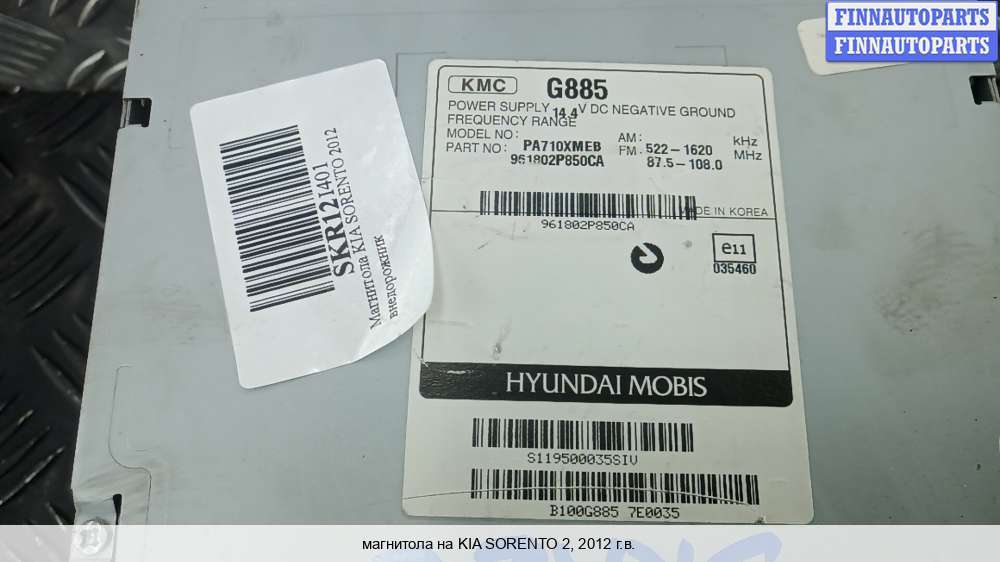 FINNAUTOPARTS
FINNAUTOPARTS
SKR121401
Магнитола KIA SORENTO 2012
внедорожник
KMC G885
POWER SUPPLY 14.4V DC NEGATIVE GROUND
FREQUENCY RANGE
MODEL NO: PA710XMEB AM: 522-1620 kHz
PART NO: 961802P850CA FM: 87.5-108.0 MHz
MADE IN KOREA
961802P850CA
e11
035460
HYUNDAI MOBIS
S119500035SIV
B100G885 7E0035
магнитола на KIA SORENTO 2, 2012 г.в.